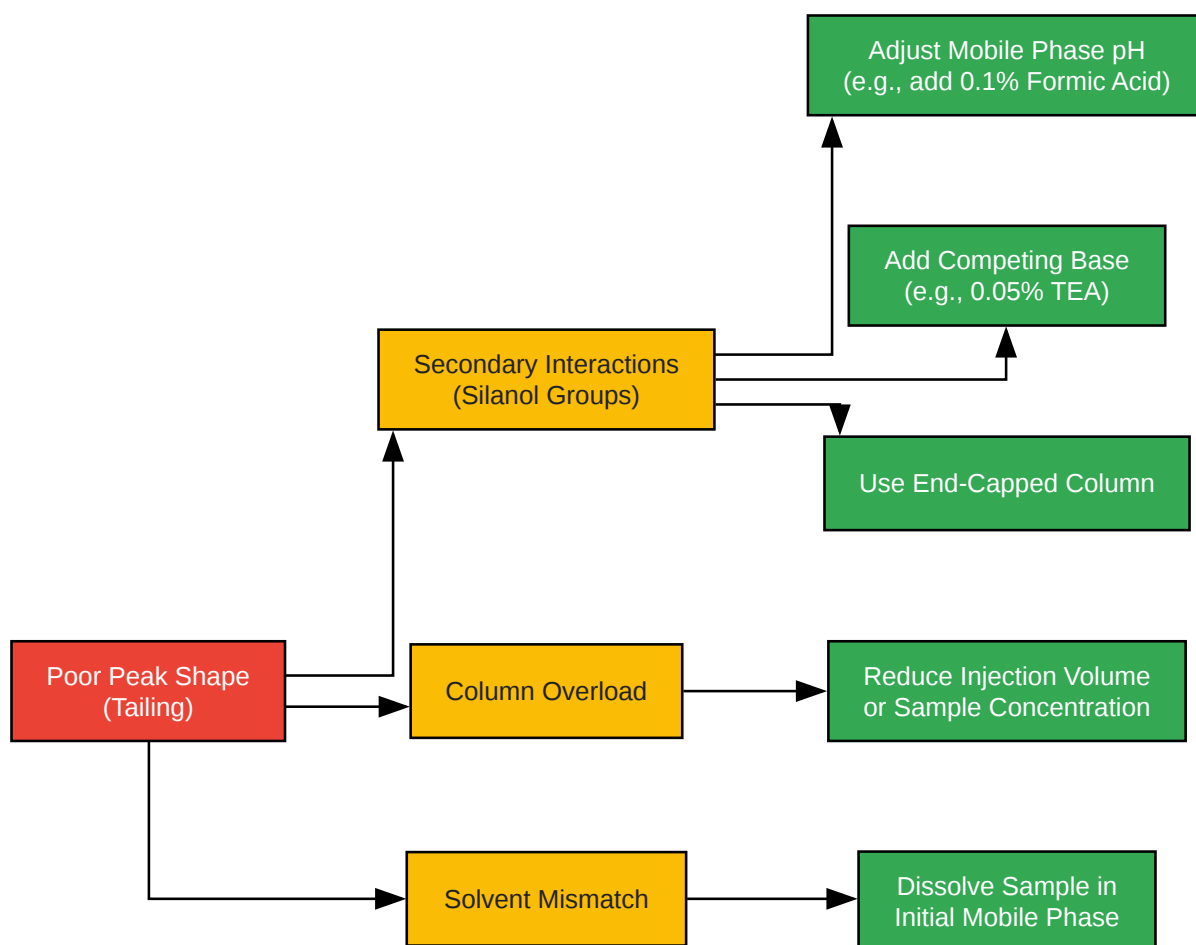 Adjust Mobile Phase pH
(e.g., add 0.1% Formic Acid)
Add Competing Base
(e.g., 0.05% TEA)
Secondary Interactions
(Silanol Groups)
Use End-Capped Column
Poor Peak Shape
(Tailing)
Column Overload
Reduce Injection Volume
or Sample Concentration
Solvent Mismatch
Dissolve Sample in
Initial Mobile Phase